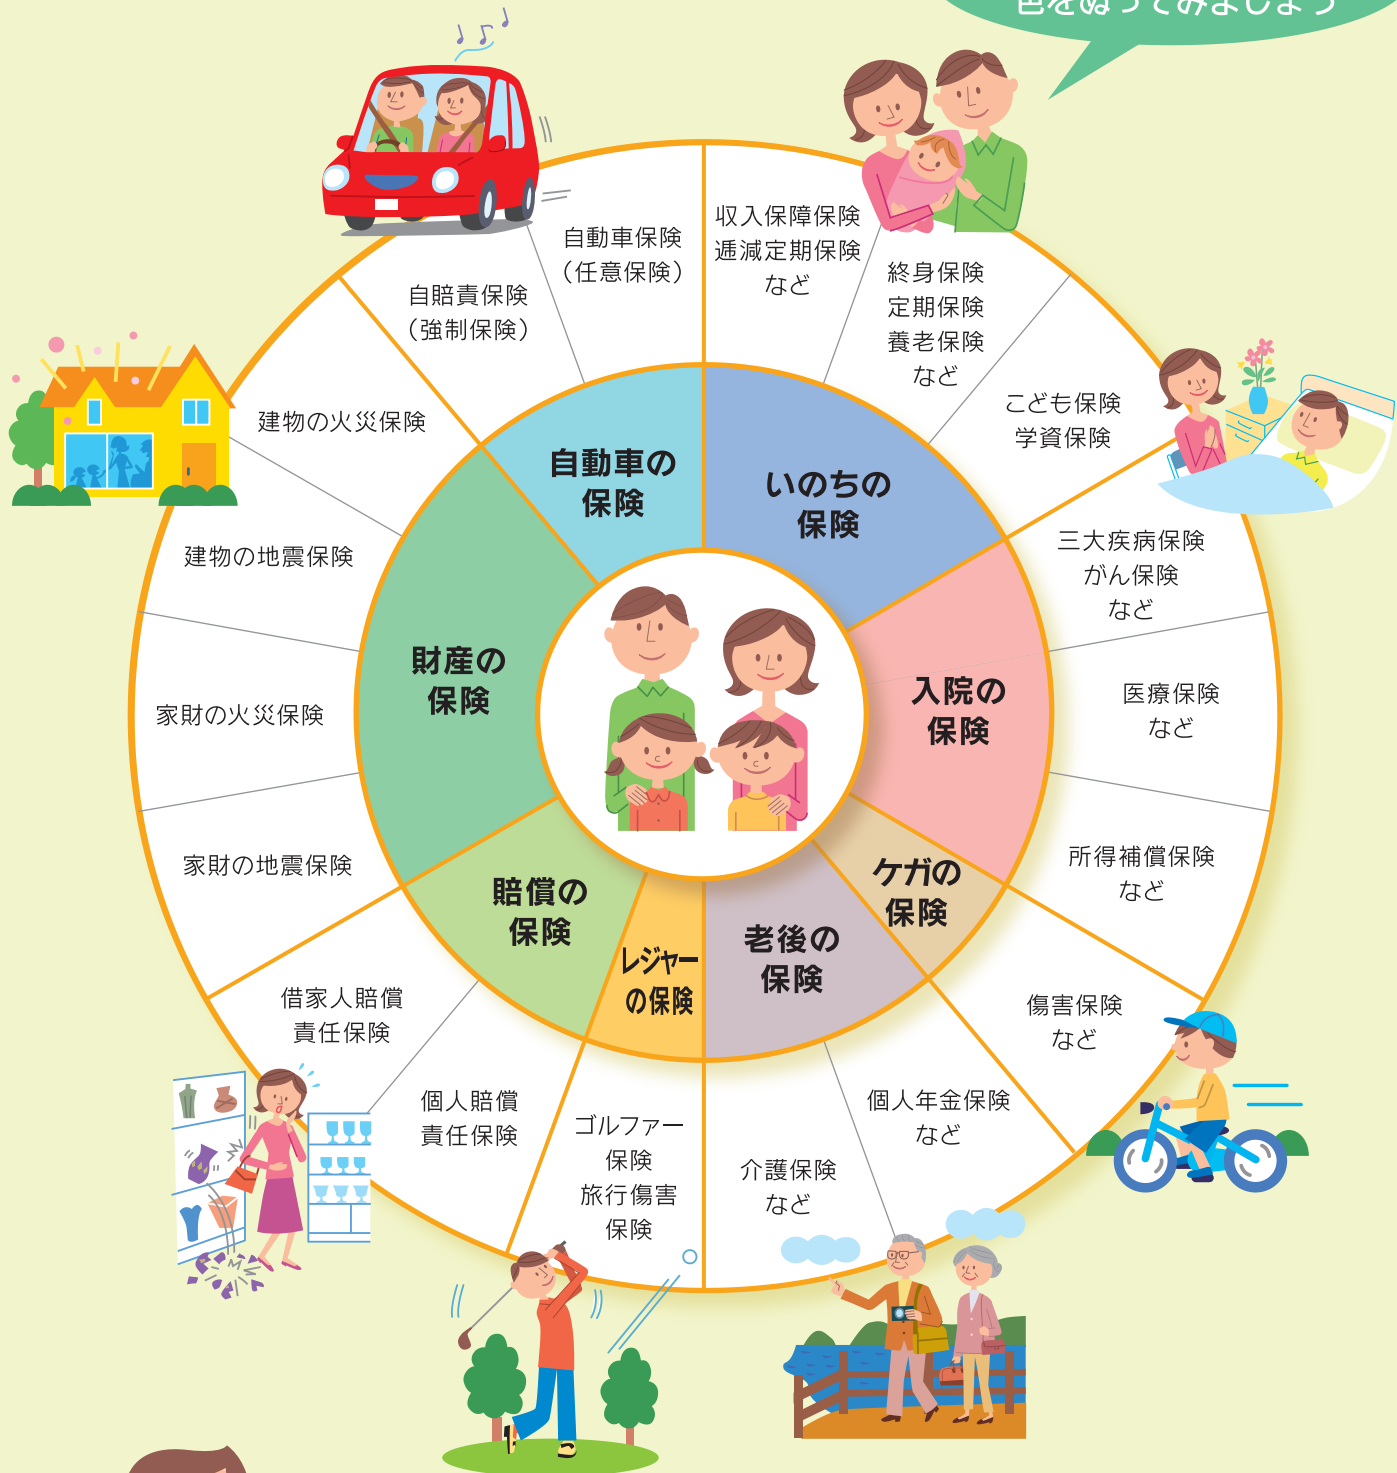 色をぬってみましょう
収入保障保険
逓減定期保険
など
終身保険
定期保険
養老保険
など
こども保険
学資保険
三大疾病保険
がん保険
など
医療保険
など
所得補償保険
など
傷害保険
など
個人年金保険
など
介護保険
など
ゴルファー
保険
旅行傷害
保険
個人賠償
責任保険
借家人賠償
責任保険
家財の地震保険
家財の火災保険
建物の地震保険
建物の火災保険
自賠責保険
（強制保険）
自動車保険
（任意保険）
いのちの
保険
入院の
保険
ケガの
保険
老後の
保険
レジャー
の保険
賠償の
保険
財産の
保険
自動車の
保険